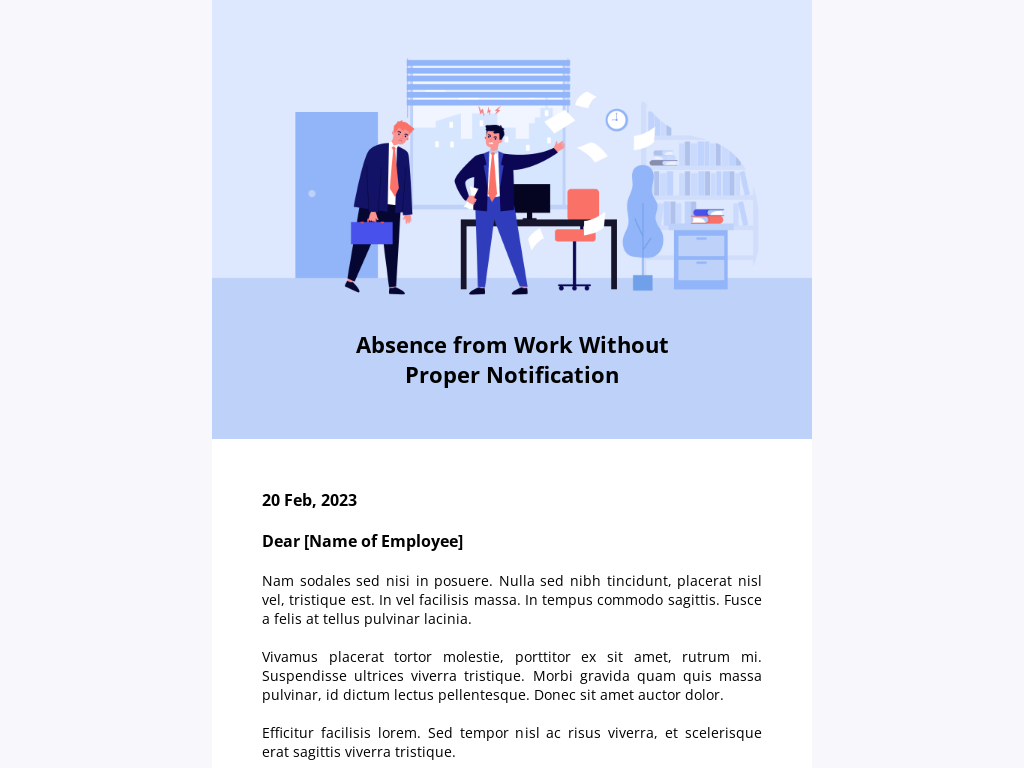 Absence from Work Without
Proper Notification
20 Feb, 2023
Dear [Name of Employee]
Nam sodales sed nisi in posuere. Nulla sed nibh tincidunt, placerat nisl
vel, tristique est. In vel facilisis massa. In tempus commodo sagittis. Fusce
a felis at tellus pulvinar lacinia.
Vivamus placerat tortor molestie, porttitor ex sit amet, rutrum mi.
Suspendisse ultrices viverra tristique. Morbi gravida quam quis massa
pulvinar, id dictum lectus pellentesque. Donec sit amet auctor dolor.
Efficitur facilisis lorem. Sed tempor nisl ac risus viverra, et scelerisque
erat sagittis viverra tristique.